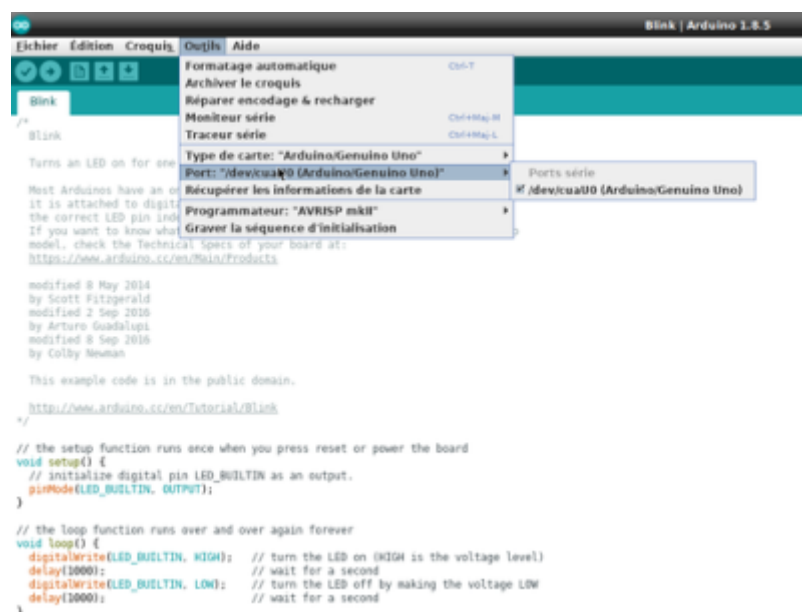 Blink | Arduino 1.8.5
Fichier Édition Croquis Outils Aide
Formatage automatique Ctrl-T
Archiver le croquis
Réparer encodage & recharger
Moniteur série Ctrl+Maj-M
Traceur série Ctrl+Maj-L
Type de carte: "Arduino/Genuino Uno"
Port: "/dev/cuaU0 (Arduino/Genuino Uno)"
Récupérer les informations de la carte
Programmateur: "AVRISP mkII"
Graver la séquence d'initialisation
Ports série
/dev/cuaU0 (Arduino/Genuino Uno)
Blink
/*
Blink
Turns an LED on for one
Most Arduinos have an
it is attached to digita
the correct LED pin inde
If you want to know what
model, check the Technical Specs of your board at:
https://www.arduino.cc/en/Main/Products
modified 8 May 2014
by Scott Fitzgerald
modified 2 Sep 2016
by Arturo Guadalupi
modified 8 Sep 2016
by Colby Newman
This example code is in the public domain.
http://www.arduino.cc/en/Tutorial/Blink
*/
// the setup function runs once when you press reset or power the board
void setup() {
// initialize digital pin LED_BUILTIN as an output.
pinMode(LED_BUILTIN, OUTPUT);
}
// the loop function runs over and over again forever
void loop() {
digitalWrite(LED_BUILTIN, HIGH); // turn the LED on (HIGH is the voltage level)
delay(1000); // wait for a second
digitalWrite(LED_BUILTIN, LOW); // turn the LED off by making the voltage LOW
delay(1000); // wait for a second
}